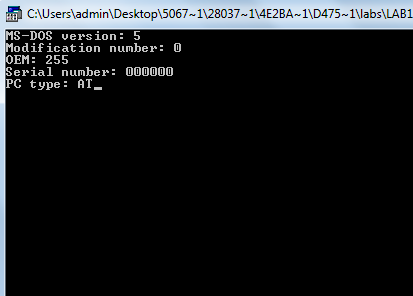 C:\Users\admin\Desktop\5067~1\28037~1\4E2BA~1\D475~1\labs\LAB1
MS-DOS version: 5
Modification number: 0
OEM: 255
Serial number: 000000
PC type: AT_